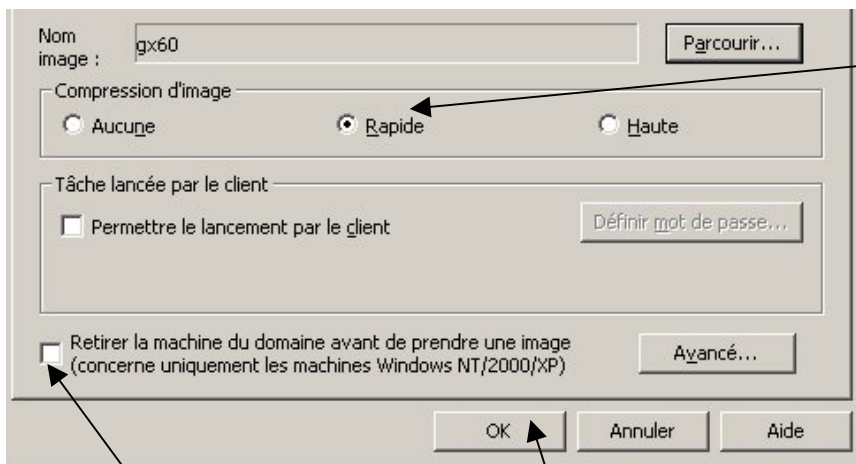 Nom
image :
gx60
Parcourir...
Compression d'image
Aucune
Rapide
Haute
Tâche lancée par le client
Permettre le lancement par le client
Définir mot de passe...
Retirer la machine du domaine avant de prendre une image
(concerne uniquement les machines Windows NT/2000/XP)
Avancé...
OK
Annuler
Aide